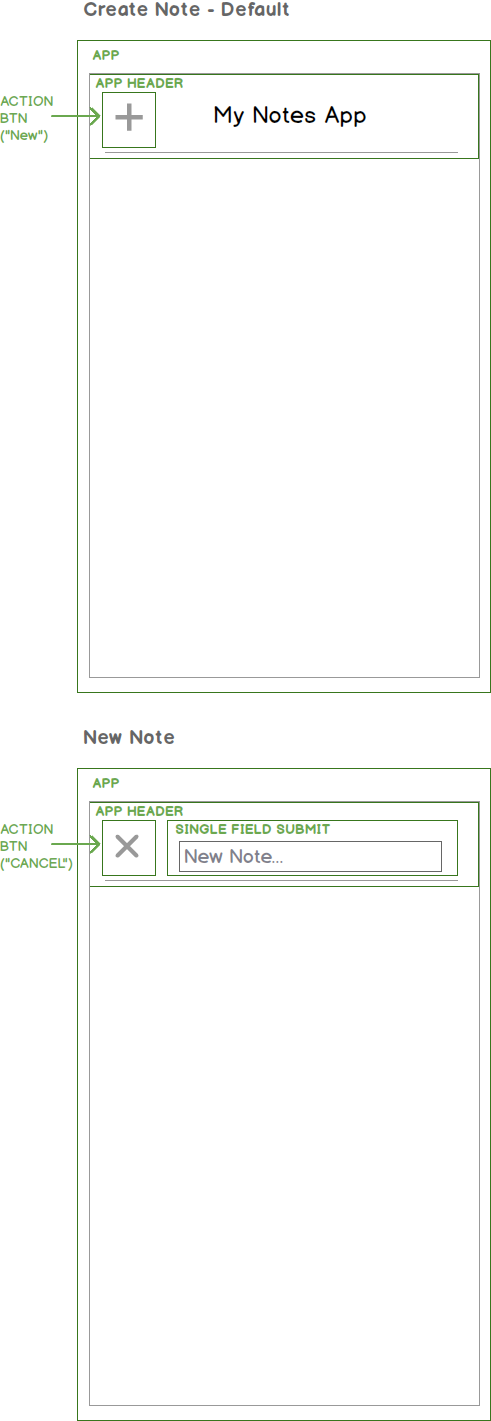 Create Note - Default
APP
APP HEADER
ACTION
BTN
("New")
My Notes App
New Note
APP
APP HEADER
ACTION
BTN
("CANCEL")
SINGLE FIELD SUBMIT
New Note...